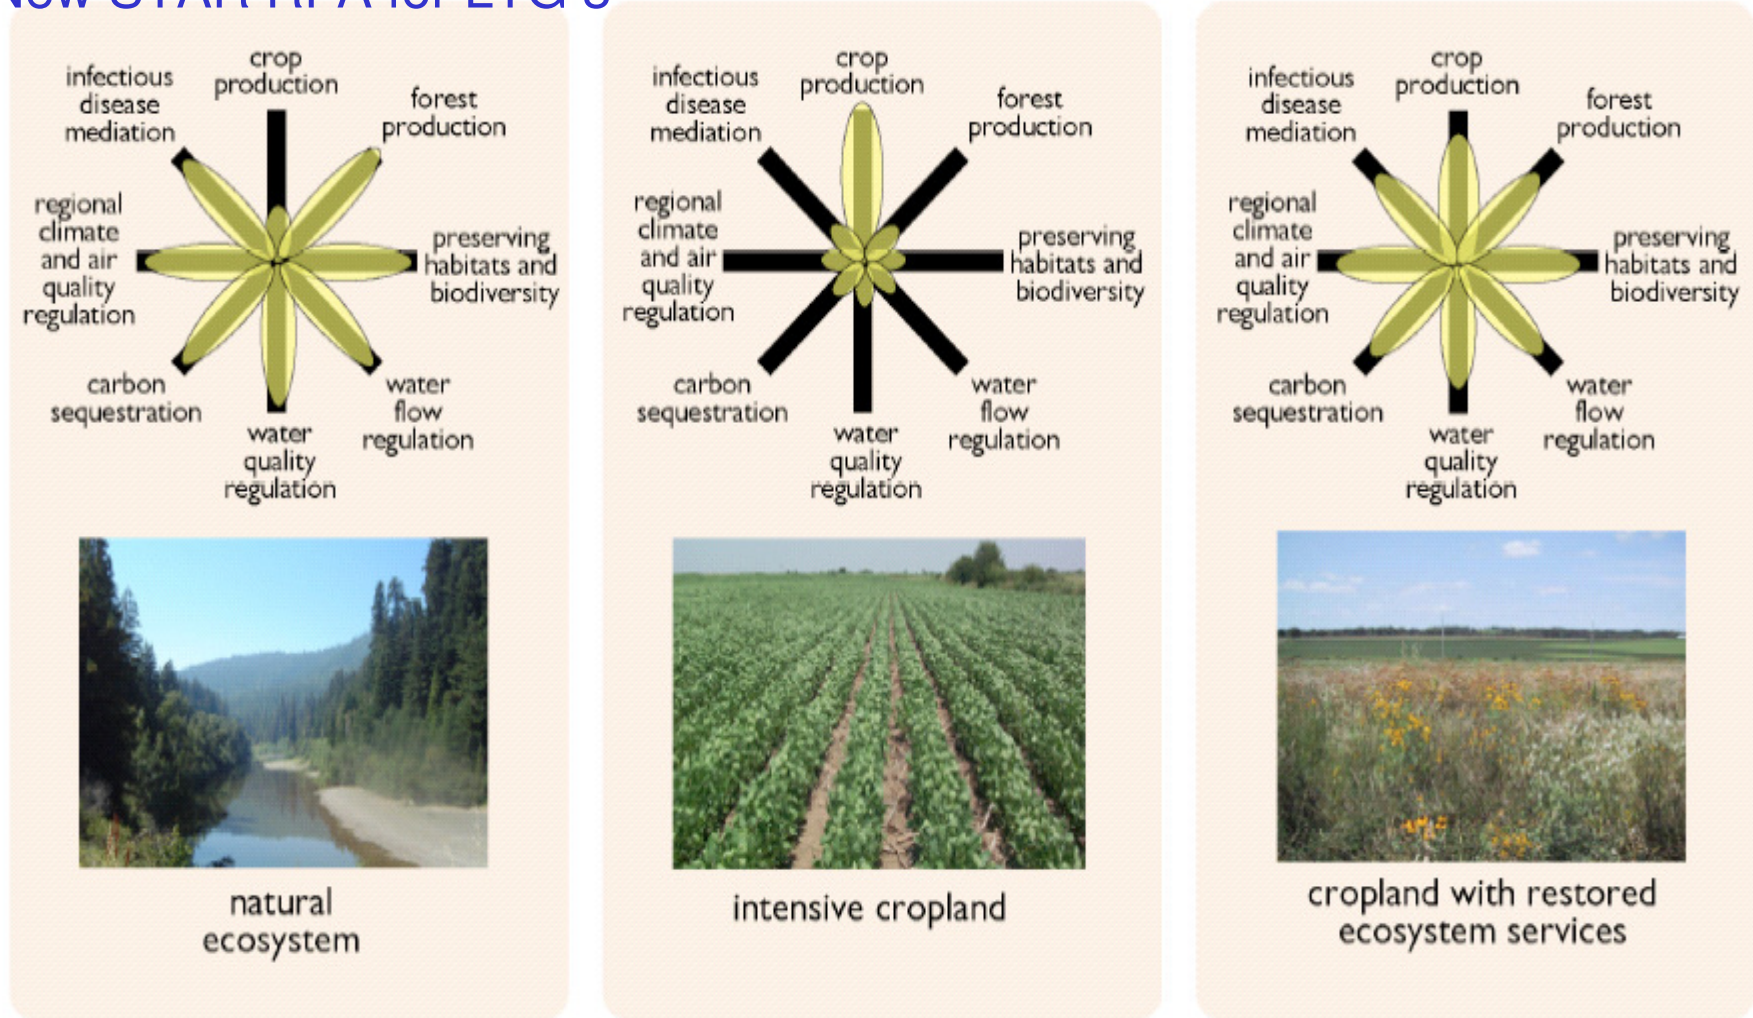 crop
production
infectious
disease
mediation
forest
production
regional
climate
and air
quality
regulation
preserving
habitats and
biodiversity
carbon
sequestration
water
flow
regulation
water
quality
regulation
natural
ecosystem
crop
production
infectious
disease
mediation
forest
production
regional
climate
and air
quality
regulation
preserving
habitats and
biodiversity
carbon
sequestration
water
flow
regulation
water
quality
regulation
intensive cropland
crop
production
infectious
disease
mediation
forest
production
regional
climate
and air
quality
regulation
preserving
habitats and
biodiversity
carbon
sequestration
water
flow
regulation
water
quality
regulation
cropland with restored
ecosystem services